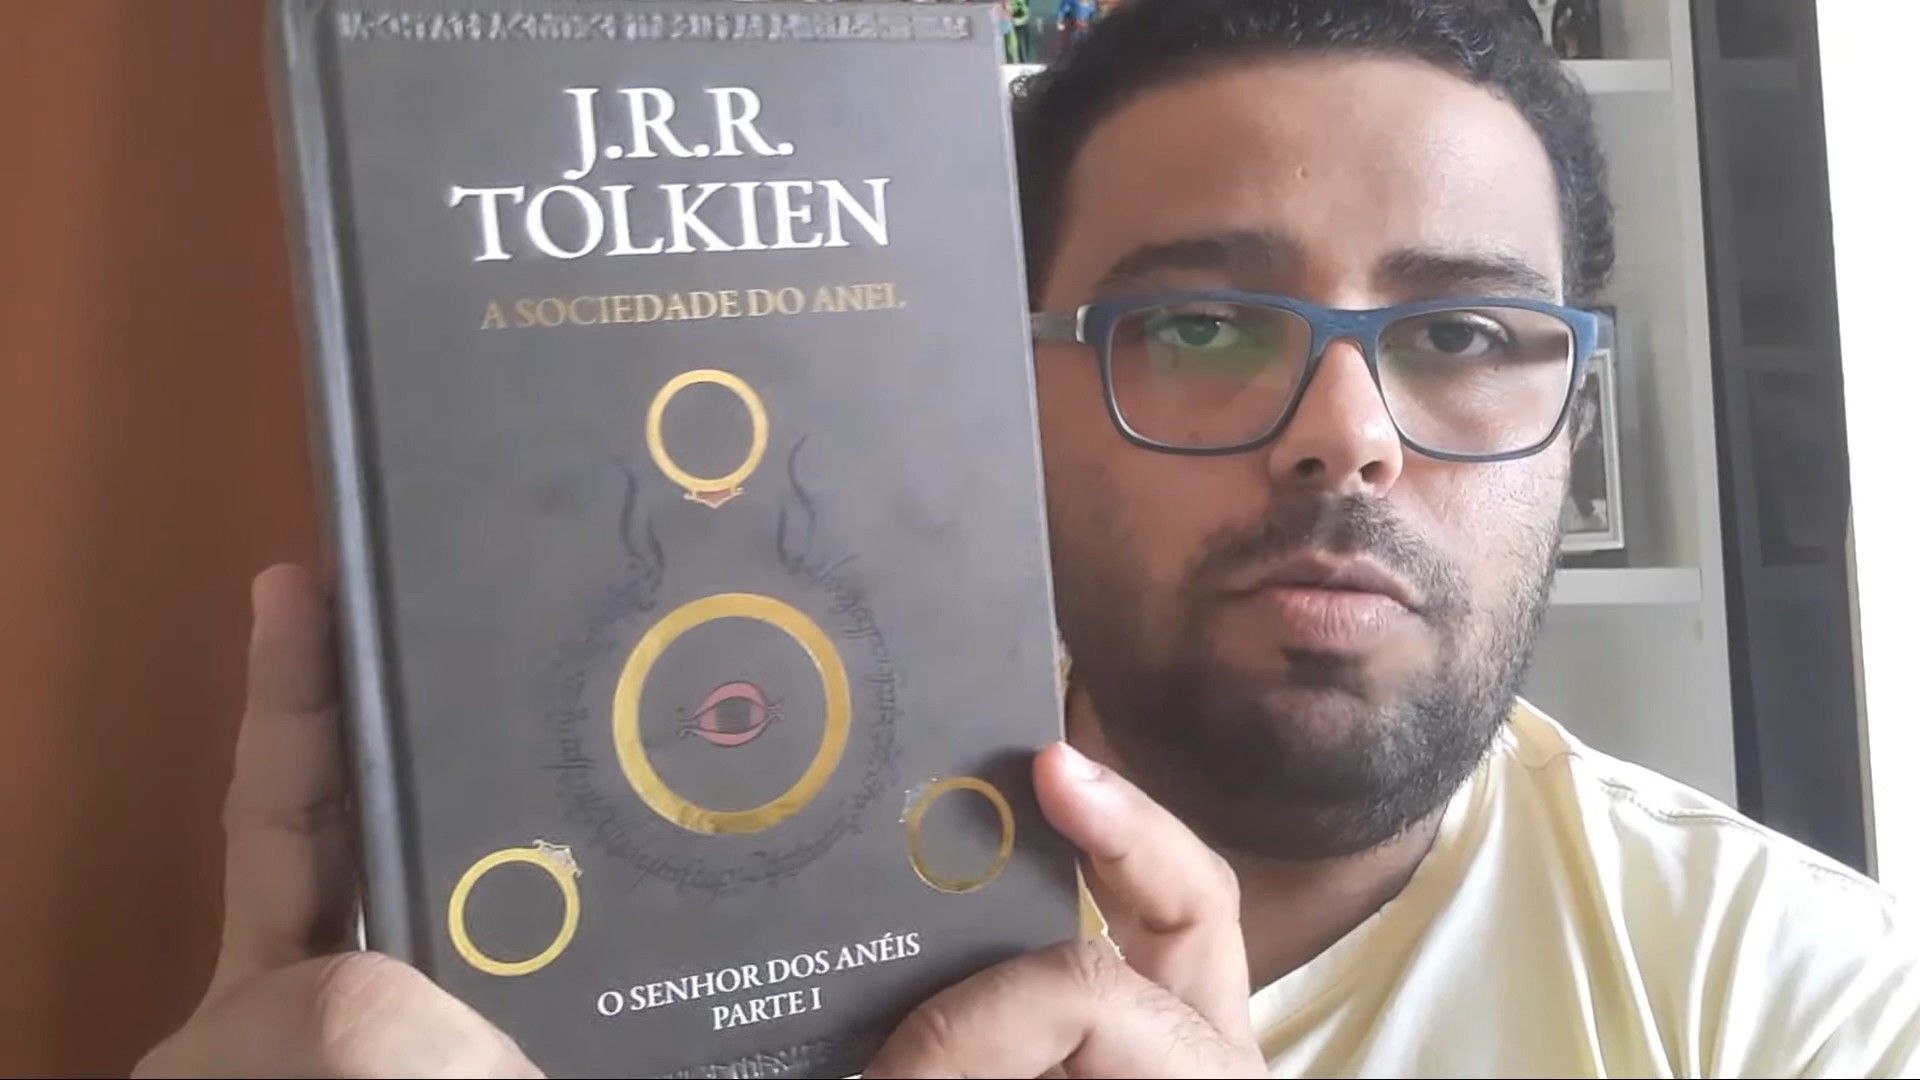 J.R.R.
TOLKIEN
A SOCIEDADE DO ANEL
O SENHOR DOS ANÉIS
PARTE I